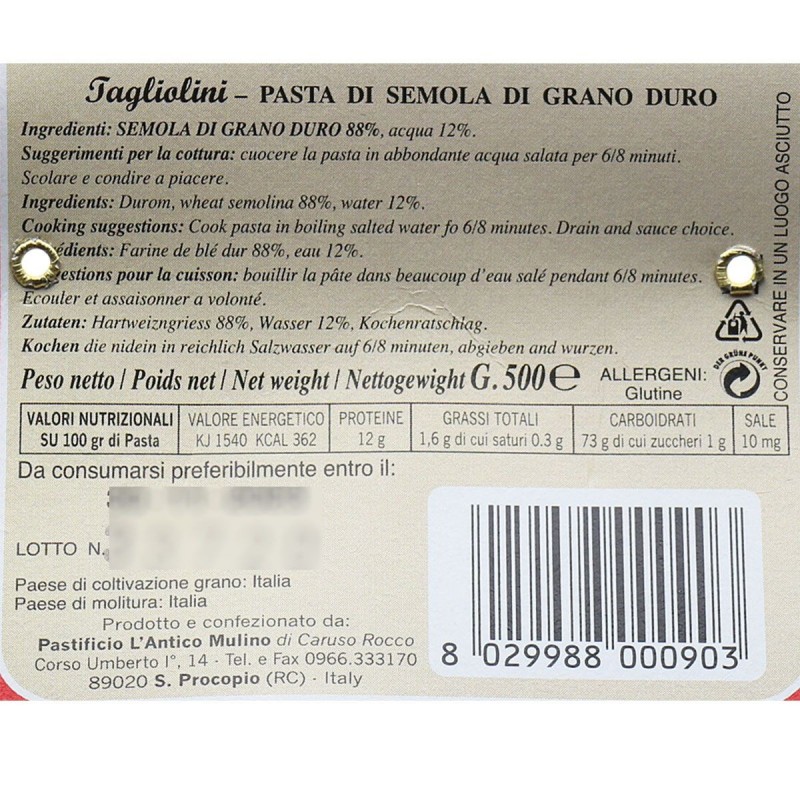 Tagliolini – PASTA DI SEMOLA DI GRANO DURO
Ingredienti: SEMOLA DI GRANO DURO 88%, acqua 12%.
Suggerimenti per la cottura: cuocere la pasta in abbondante acqua salata per 6/8 minuti.
Scolare e condire a piacere.
Ingredients: Durom, wheat semolina 88%, water 12%.
Cooking suggestions: Cook pasta in boiling salted water fo 6/8 minutes. Drain and sauce choice.
édients: Farine de blé dur 88%, eau 12%.
estions pour la cuisson: bouillir la pâte dans beaucoup d'eau salé pendant 6/8 minutes.
Ecouler et assaisonner a volonté.
Zutaten: Hartweizngriess 88%, Wasser 12%, Kochenratschlag.
Kochen die nidein in reichlich Salzwasser auf 6/8 minuten, abgieben and wurzen.
Peso netto / Poids net / Net weight / Nettogewight G. 500 e
ALLERGENI:
Glutine
DER GRÜNE PUNKT
CONSERVARE IN UN LUOGO ASCIUTTO
VALORI NUTRIZIONALI VALORE ENERGETICO PROTEINE GRASSI TOTALI CARBOIDRATI SALE
SU 100 gr di Pasta KJ 1540 KCAL 362 12 g 1,6 g di cui saturi 0.3 g 73 g di cui zuccheri 1 g 10 mg
Da consumarsi preferibilmente entro il:
LOTTO N.
Paese di coltivazione grano: Italia
Paese di molitura: Italia
Prodotto e confezionato da:
Pastificio L'Antico Mulino di Caruso Rocco
Corso Umberto I°, 14 - Tel. e Fax 0966.333170
89020 S. Procopio (RC) - Italy
8 029988 000903